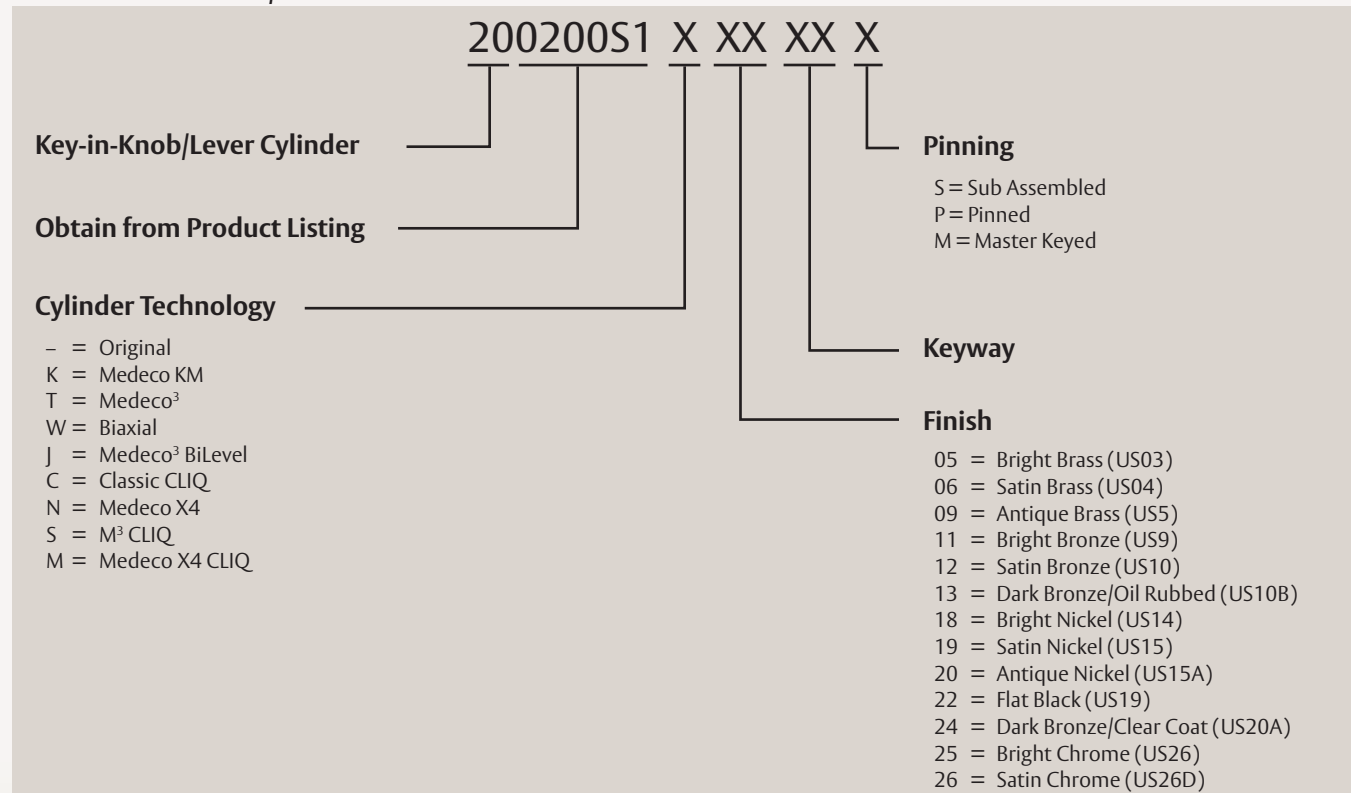 200200S1 X XX XX X
Key-in-Knob/Lever Cylinder
Obtain from Product Listing
Cylinder Technology
– = Original
K = Medeco KM
T = Medeco³
W = Biaxial
J = Medeco³ BiLevel
C = Classic CLIQ
N = Medeco X4
S = M³ CLIQ
M = Medeco X4 CLIQ
Pinning
S = Sub Assembled
P = Pinned
M = Master Keyed
Keyway
Finish
05 = Bright Brass (US03)
06 = Satin Brass (US04)
09 = Antique Brass (US5)
11 = Bright Bronze (US9)
12 = Satin Bronze (US10)
13 = Dark Bronze/Oil Rubbed (US10B)
18 = Bright Nickel (US14)
19 = Satin Nickel (US15)
20 = Antique Nickel (US15A)
22 = Flat Black (US19)
24 = Dark Bronze/Clear Coat (US20A)
25 = Bright Chrome (US26)
26 = Satin Chrome (US26D)